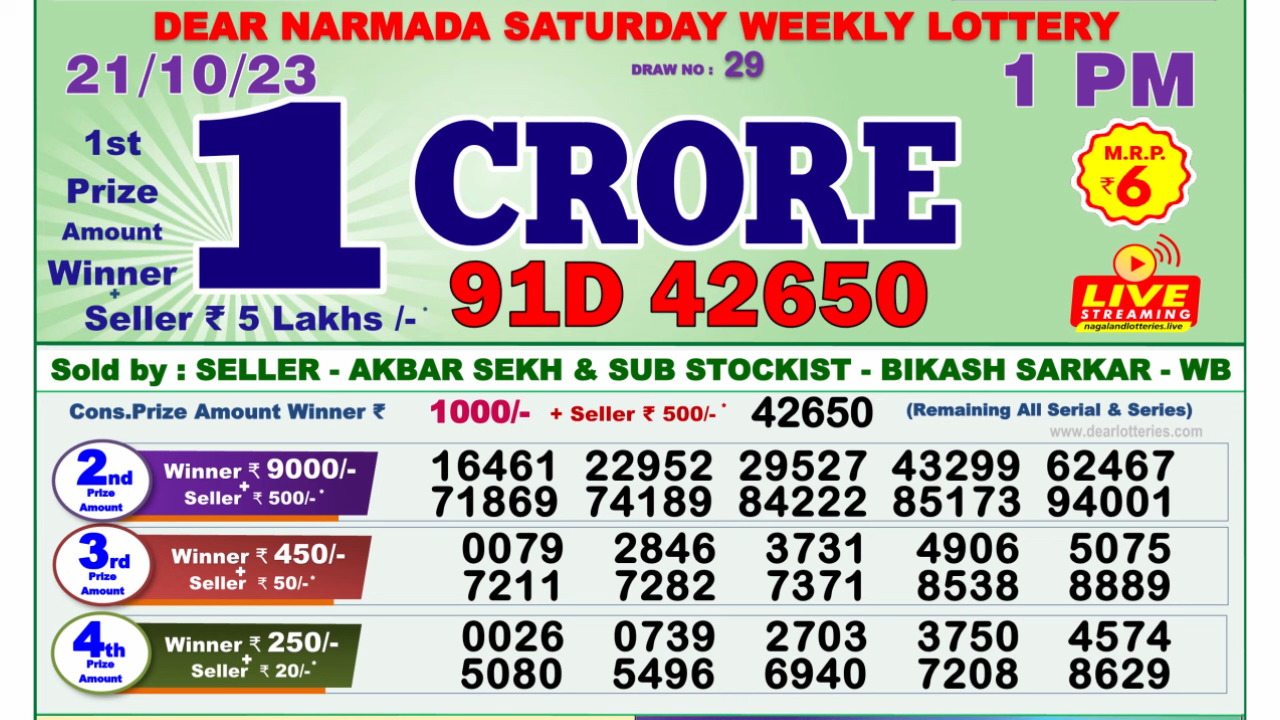 DEAR NARMADA SATURDAY WEEKLY LOTTERY
21/10/23
DRAW NO : 29
1 PM
1st
Prize
Amount
Winner
+
Seller ₹ 5 Lakhs /-*
1 CRORE
91D 42650
M.R.P.
₹6
LIVE
STREAMING
nagalandlotteries.live
Sold by : SELLER - AKBAR SEKH & SUB STOCKIST - BIKASH SARKAR - WB
Cons.Prize Amount Winner ₹ 1000/- + Seller ₹ 500/-* 42650 (Remaining All Serial & Series)
www.dearlotteries.com
2nd
Prize
Amount
Winner ₹ 9000/-
+
Seller ₹ 500/-*
16461 22952 29527 43299 62467
71869 74189 84222 85173 94001
3rd
Prize
Amount
Winner ₹ 450/-
+
Seller ₹ 50/-*
0079 2846 3731 4906 5075
7211 7282 7371 8538 8889
4th
Prize
Amount
Winner ₹ 250/-
+
Seller ₹ 20/-*
0026 0739 2703 3750 4574
5080 5496 6940 7208 8629